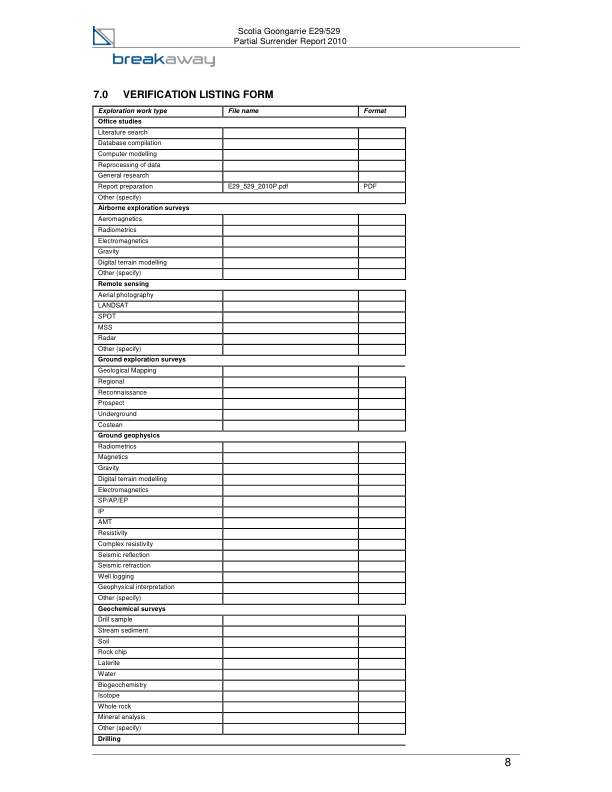 Scotia Goongarrie E29/529
Partial Surrender Report 2010
breakaway
7.0 VERIFICATION LISTING FORM
Exploration work type File name Format
Office studies
Literature search
Database compilation
Computer modelling
Reprocessing of data
General research
Report preparation E29_529_2010P.pdf PDF
Other (specify)
Airborne exploration surveys
Aeromagnetics
Radiometrics
Electromagnetics
Gravity
Digital terrain modelling
Other (specify)
Remote sensing
Aerial photography
LANDSAT
SPOT
MSS
Radar
Other (specify)
Ground exploration surveys
Geological Mapping
Regional
Reconnaissance
Prospect
Underground
Costean
Ground geophysics
Radiometrics
Magnetics
Gravity
Digital terrain modelling
Electromagnetics
SP/AP/EP
IP
AMT
Resistivity
Complex resistivity
Seismic reflection
Seismic refraction
Well logging
Geophysical interpretation
Other (specify)
Geochemical surveys
Drill sample
Stream sediment
Soil
Rock chip
Laterite
Water
Biogeochemistry
Isotope
Whole rock
Mineral analysis
Other (specify)
Drilling
8